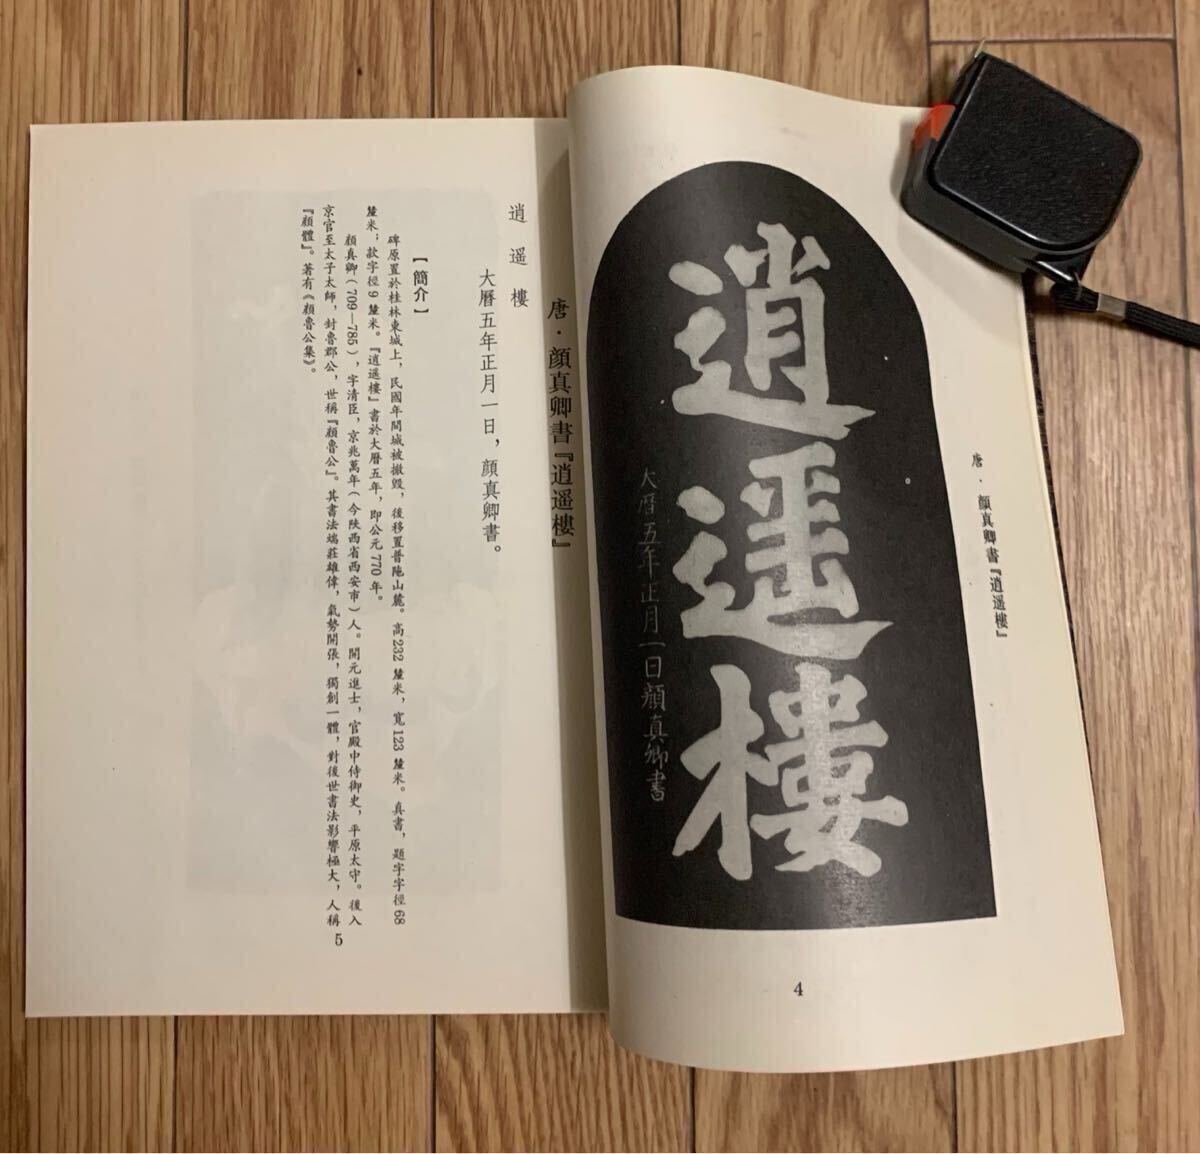 唐·顏真卿書『逍遥樓』
逍遥樓
大曆五年正月一日顏真卿書
4
唐·顏真卿書『逍遥樓』
逍遥樓
大曆五年正月一日，顏真卿書。
【簡介】
碑原置於桂林東城上，民國年間城被撤毀，後移置普陁山麓。高232釐米，寬123釐米。真書，題字字徑68
釐米；款字徑9釐米。『逍遥樓』書於大曆五年，即公元770年。
顏真卿（709—785），字清臣，京兆萬年（今陝西省西安市）人。開元進士，官殿中侍御史，平原太守。後入
京官至太子太師，封魯郡公，世稱『顏魯公』。其書法端莊雄偉，氣勢開張，獨創一體，對後世書法影響極大，人稱
『顏體』。著有《顏魯公集》。
5